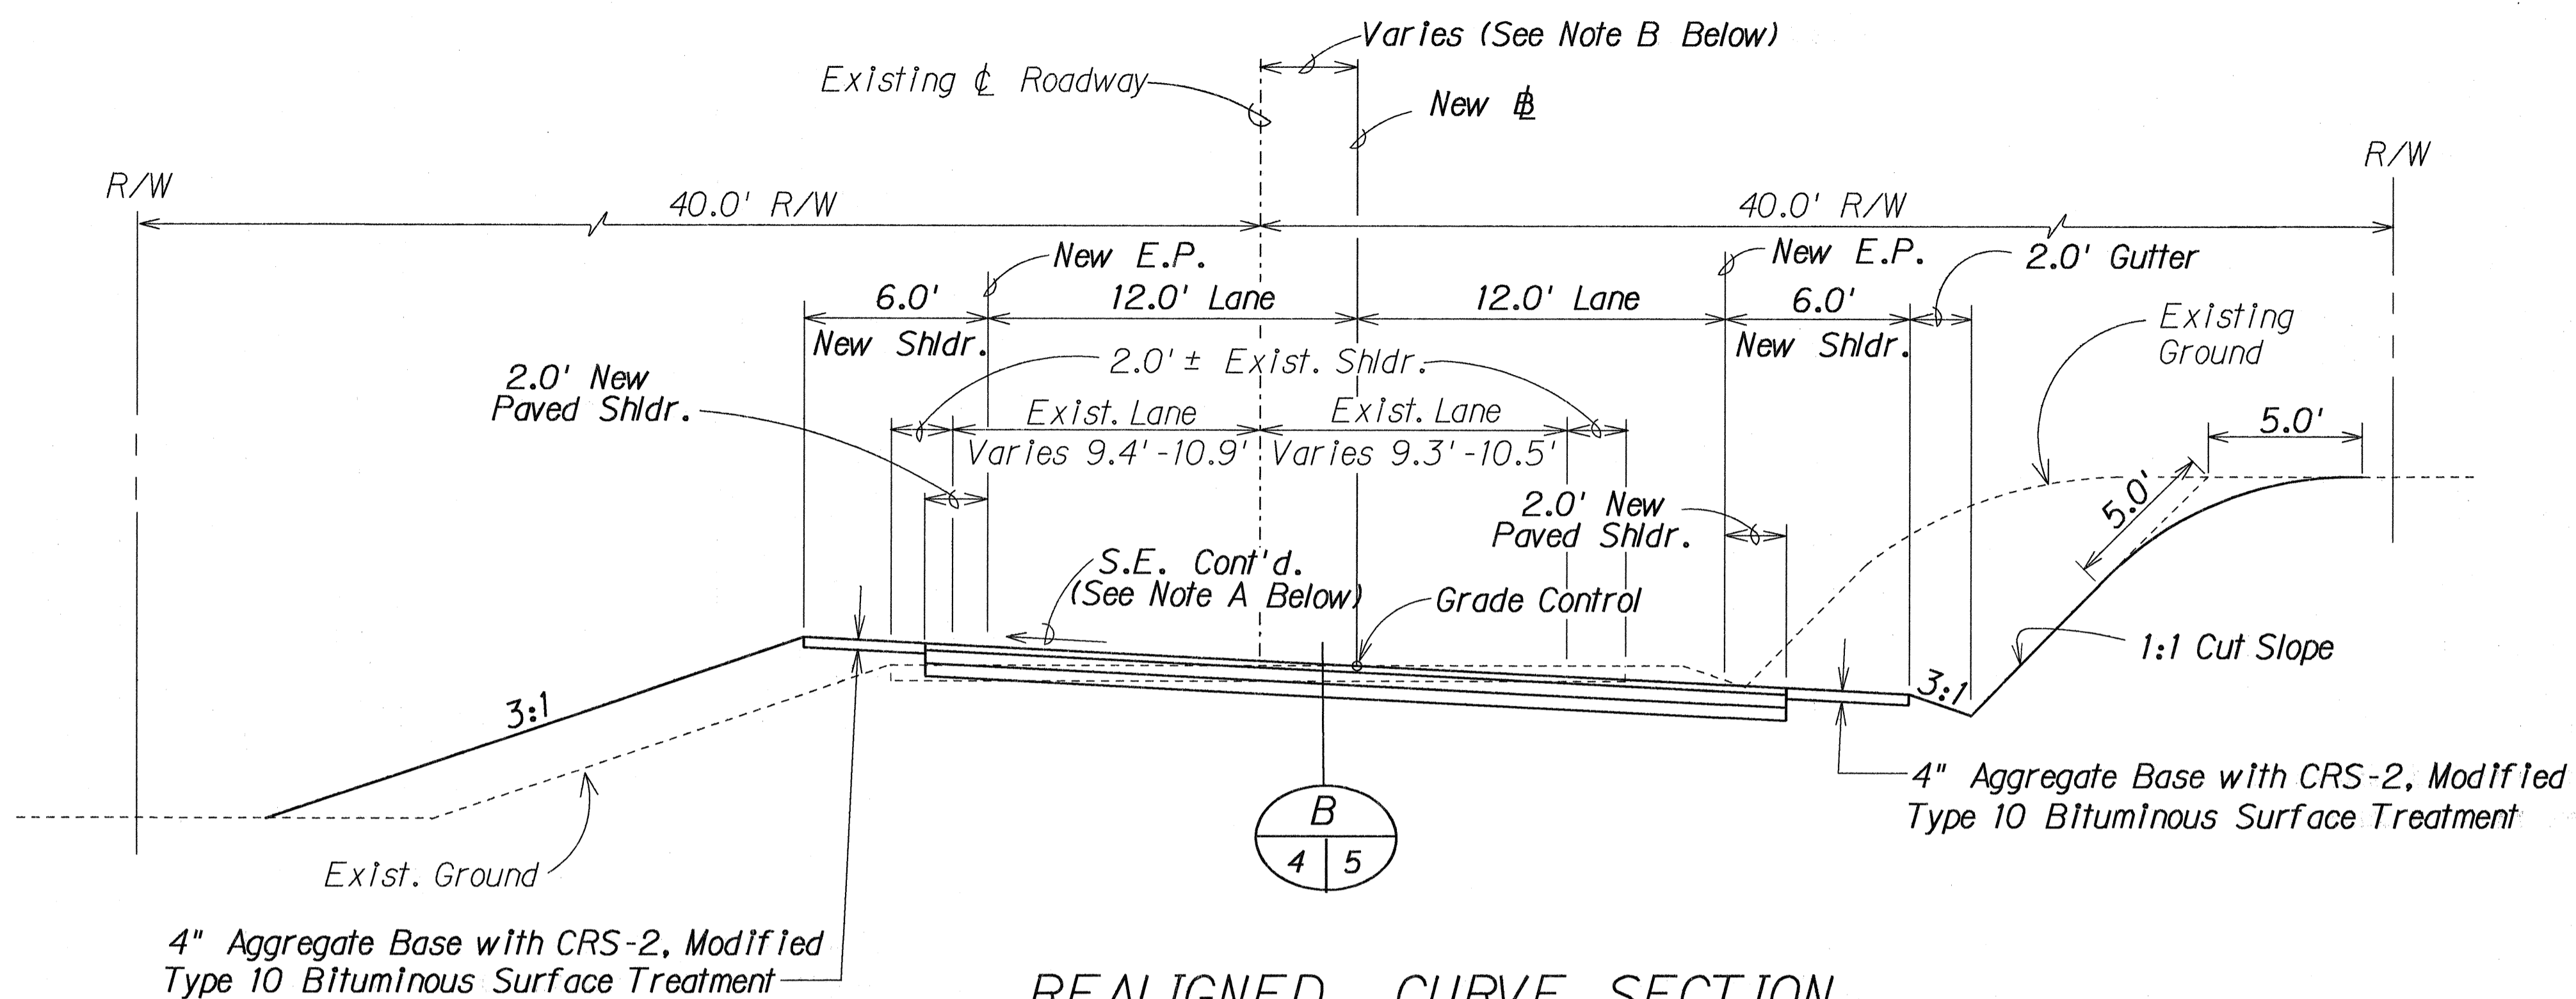 Varies (See Note B Below)
Existing ℄ Roadway
New BL
R/W
R/W
40.0' R/W
40.0' R/W
New E.P.
New E.P.
2.0' Gutter
6.0'
12.0' Lane
12.0' Lane
6.0'
New Shldr.
New Shldr.
Existing
Ground
2.0' ± Exist. Shldr.
2.0' New
Paved Shldr.
Exist. Lane
Exist. Lane
Varies 9.4'-10.9'
Varies 9.3'-10.5'
5.0'
5.0'
2.0' New
Paved Shldr.
S.E. Cont'd.
(See Note A Below)
Grade Control
1:1 Cut Slope
3:1
3:1
4" Aggregate Base with CRS-2, Modified
Type 10 Bituminous Surface Treatment
B
4 5
Exist. Ground
4" Aggregate Base with CRS-2, Modified
Type 10 Bituminous Surface Treatment
REALIGNED CURVE SECTION